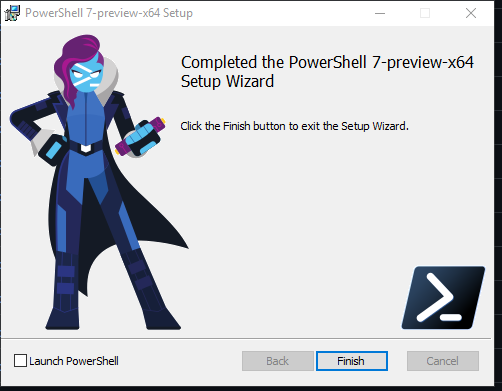 PowerShell 7-preview-x64 Setup
Completed the PowerShell 7-preview-x64
Setup Wizard
Click the Finish button to exit the Setup Wizard.
Launch PowerShell
Back
Finish
Cancel